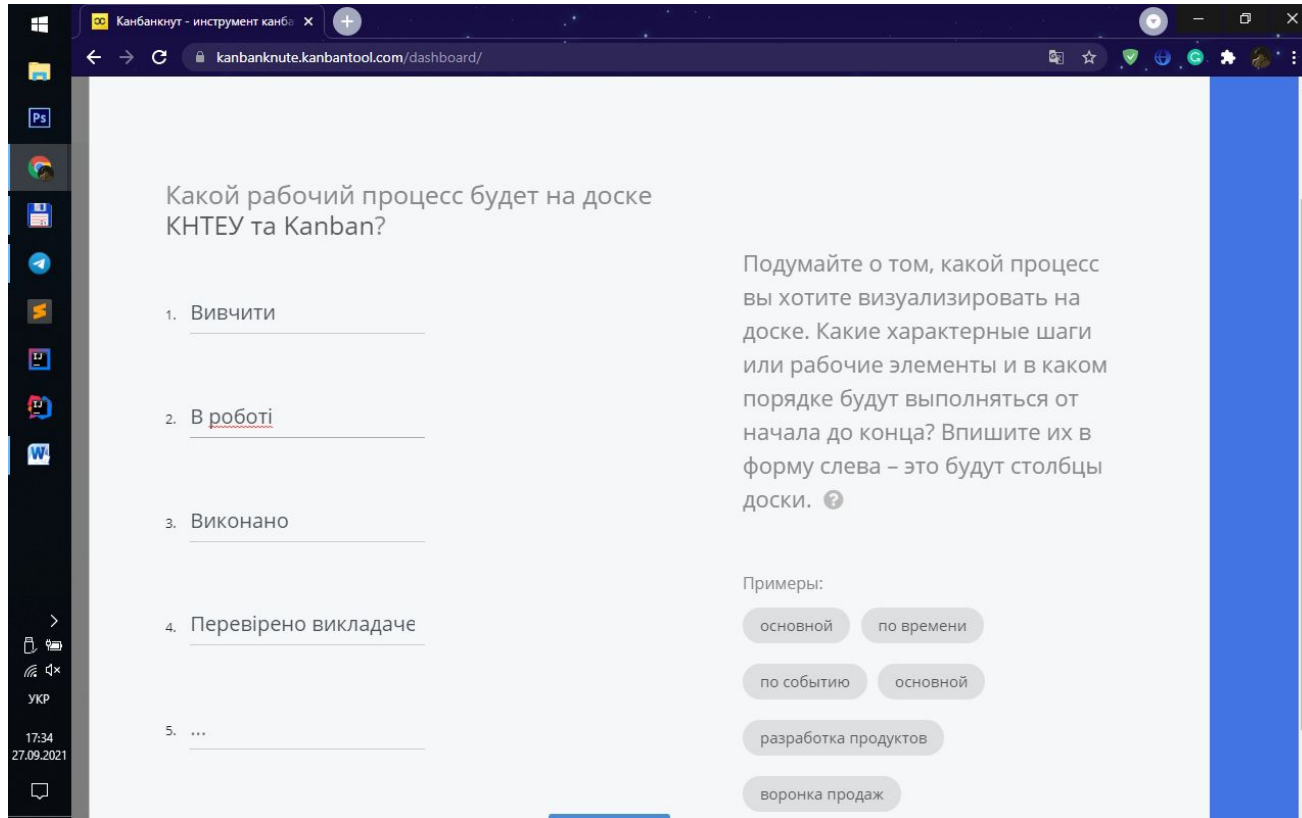 Канбанкнут - инструмент канба
kanbanknute.kanbantool.com/dashboard/
Ps
Какой рабочий процесс будет на доске
КНТЕУ та Kanban?
1. Вивчити
2. В роботі
3. Виконано
4. Перевірено викладаче
5. ...
Подумайте о том, какой процесс
вы хотите визуализировать на
доске. Какие характерные шаги
или рабочие элементы и в каком
порядке будут выполняться от
начала до конца? Впишите их в
форму слева – это будут столбцы
доски. ?
Примеры:
основной по времени
по событию основной
разработка продуктов
воронка продаж
УКР
17:34
27.09.2021